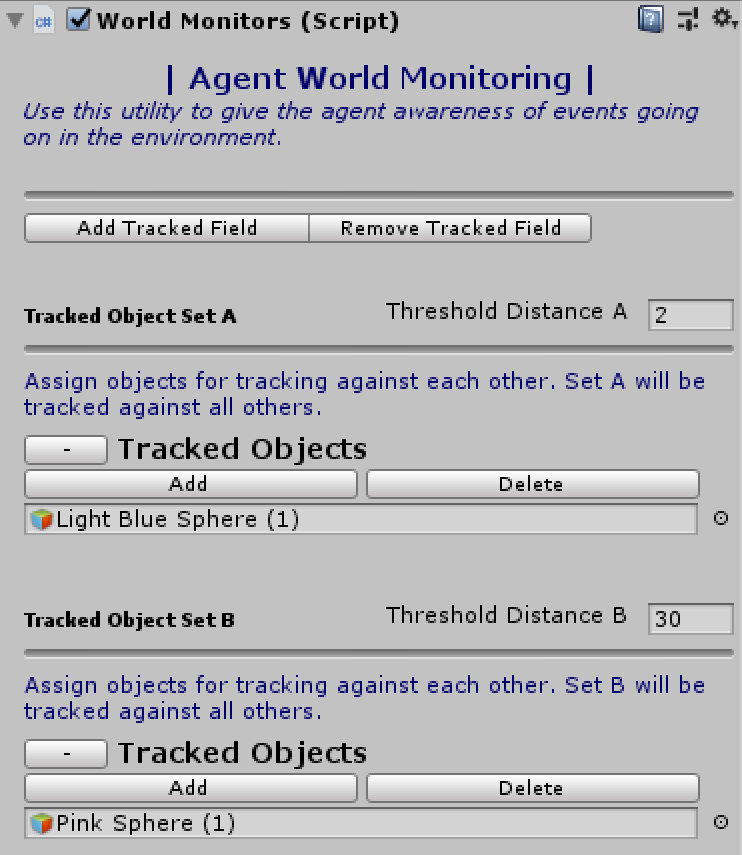 World Monitors (Script)
| Agent World Monitoring |
Use this utility to give the agent awareness of events going
on in the environment.
Add Tracked Field Remove Tracked Field
Tracked Object Set A Threshold Distance A 2
Assign objects for tracking against each other. Set A will be
tracked against all others.
- Tracked Objects
Add Delete
Light Blue Sphere (1)
Tracked Object Set B Threshold Distance B 30
Assign objects for tracking against each other. Set B will be
tracked against all others.
- Tracked Objects
Add Delete
Pink Sphere (1)